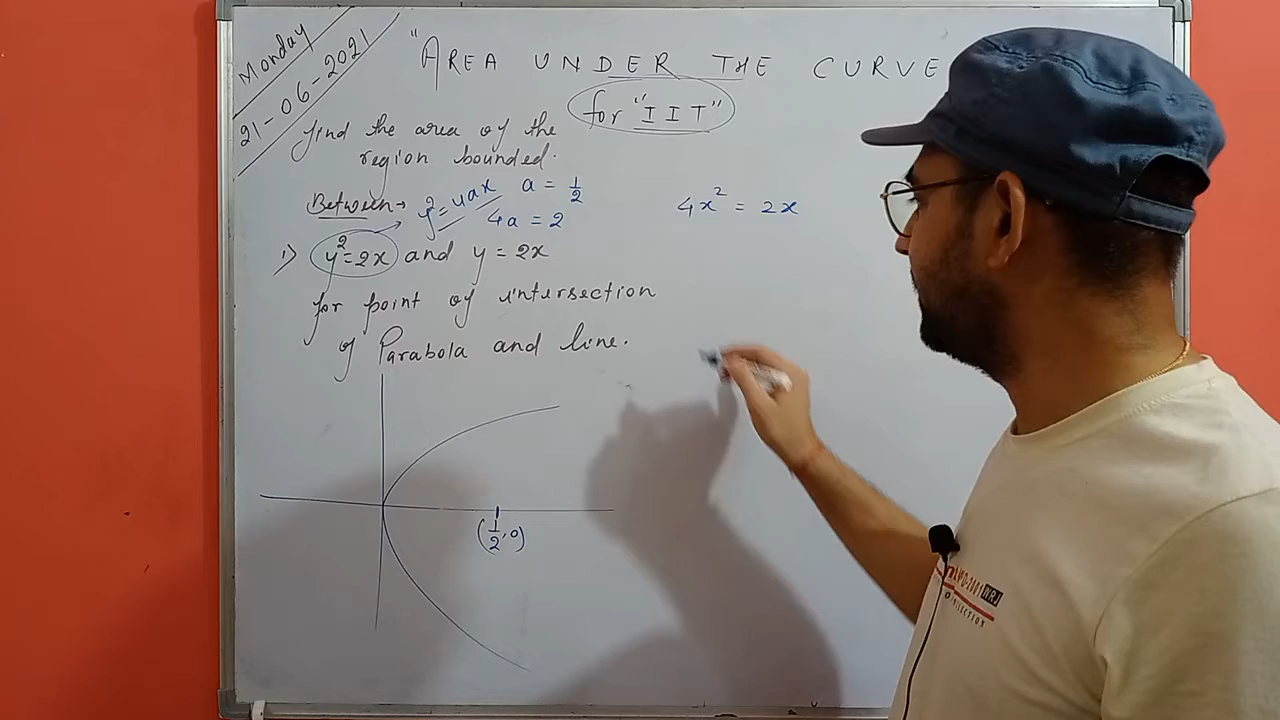 Monday
21-06-2021
"AREA UNDER THE CURVE
for "IIT"
find the area of the
region bounded.
Between→ y²=4ax a = 1/2
4a = 2
4x² = 2x
1) y²=2x and y = 2x
for point of intersection
of Parabola and line.
(1/2, 0)